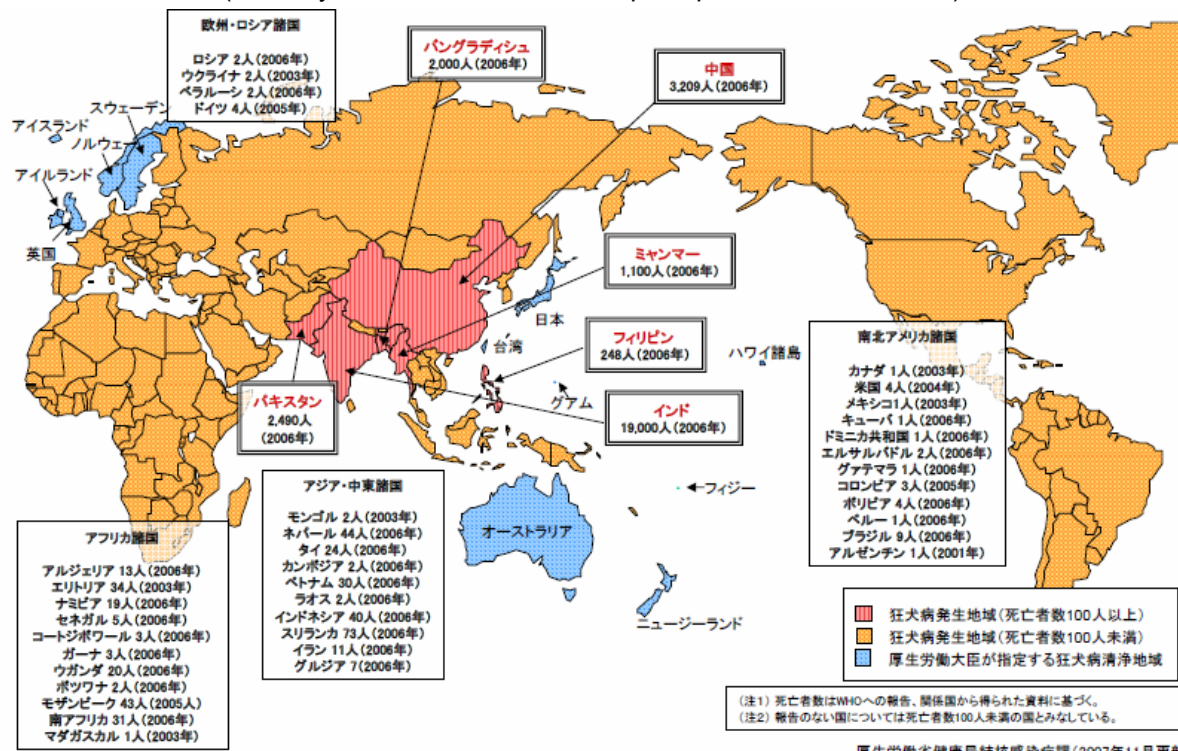 欧州・ロシア諸国
ロシア 2人(2006年)
ウクライナ 2人(2003年)
ベラルーシ 2人(2006年)
ドイツ 4人(2005年)
バングラディシュ
2,000人(2006年)
中国
3,209人(2006年)
スウェーデン
アイスランド
ノルウェー
アイルランド
英国
ミャンマー
1,100人(2006年)
日本
台湾
フィリピン
248人(2006年)
ハワイ諸島
グアム
パキスタン
2,490人
(2006年)
インド
19,000人(2006年)
南北アメリカ諸国
カナダ 1人(2003年)
米国 4人(2004年)
メキシコ1人(2003年)
キューバ 1人(2006年)
ドミニカ共和国 1人(2006年)
エルサルバドル 2人(2006年)
グァテマラ 1人(2006年)
コロンビア 3人(2005年)
ボリビア 4人(2006年)
ペルー 1人(2006年)
ブラジル 9人(2006年)
アルゼンチン 1人(2001年)
アジア・中東諸国
モンゴル 2人(2003年)
ネパール 44人(2006年)
タイ 24人(2006年)
カンボジア 2人(2006年)
ベトナム 30人(2006年)
ラオス 2人(2006年)
インドネシア 40人(2006年)
スリランカ 73人(2006年)
イラン 11人(2006年)
グルジア 7(2006年)
フィジー
オーストラリア
ニュージーランド
アフリカ諸国
アルジェリア 13人(2006年)
エリトリア 34人(2003年)
ナミビア 19人(2006年)
セネガル 5人(2006年)
コートジボワール 3人(2006年)
ガーナ 3人(2006年)
ウガンダ 20人(2006年)
ボツワナ 2人(2006年)
モザンビーク 43人(2005人)
南アフリカ 31人(2006年)
マダガスカル 1人(2003年)
狂犬病発生地域(死亡者数100人以上)
狂犬病発生地域(死亡者数100人未満)
厚生労働大臣が指定する狂犬病清浄地域
(注1) 死亡者数はWHOへの報告、関係国から得られた資料に基づく。
(注2) 報告のない国については死亡者数100人未満の国とみなしている。